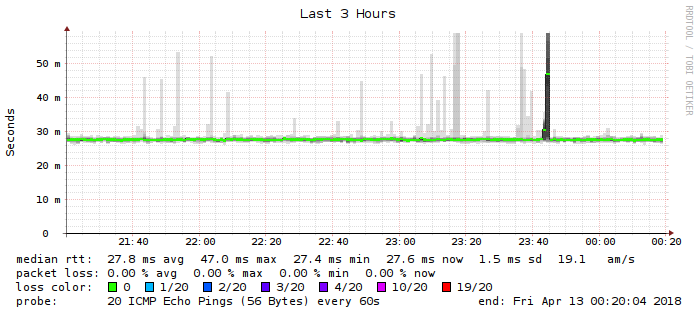 Last 3 Hours
RRDTOOL / TOBI OETIKER
Seconds
50 m
40 m
30 m
20 m
10 m
0
21:40 22:00 22:20 22:40 23:00 23:20 23:40 00:00 00:20
median rtt: 27.8 ms avg 47.0 ms max 27.4 ms min 27.6 ms now 1.5 ms sd 19.1 am/s
packet loss: 0.00 % avg 0.00 % max 0.00 % min 0.00 % now
loss color: 0 1/20 2/20 3/20 4/20 10/20 19/20
probe: 20 ICMP Echo Pings (56 Bytes) every 60s end: Fri Apr 13 00:20:04 2018